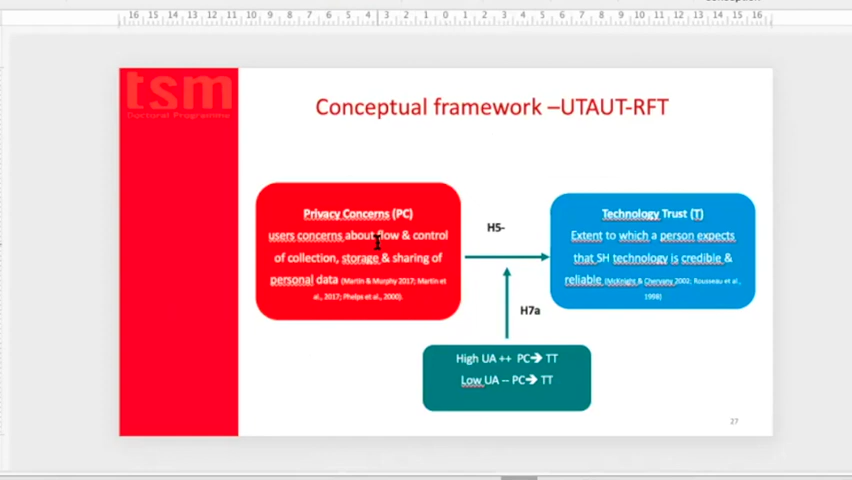 16 15 14 13 12 11 10 9 8 7 6 5 4 3 2 1 0 1 2 3 4 5 6 7 8 9 10 11 12 13 14 15 16
tsm
Doctoral Programme
Conceptual framework –UTAUT-RFT
Privacy Concerns (PC)
users concerns about flow & control
of collection, storage & sharing of
personal data (Martin & Murphy 2017; Martin et
al., 2017; Phelps et al., 2000).
H5-
Technology Trust (T)
Extent to which a person expects
that SH technology is credible &
reliable (McKnight & Chervany 2002; Rousseau et al.,
1998)
H7a
High UA ++ PC➔ TT
Low UA -- PC➔ TT
27